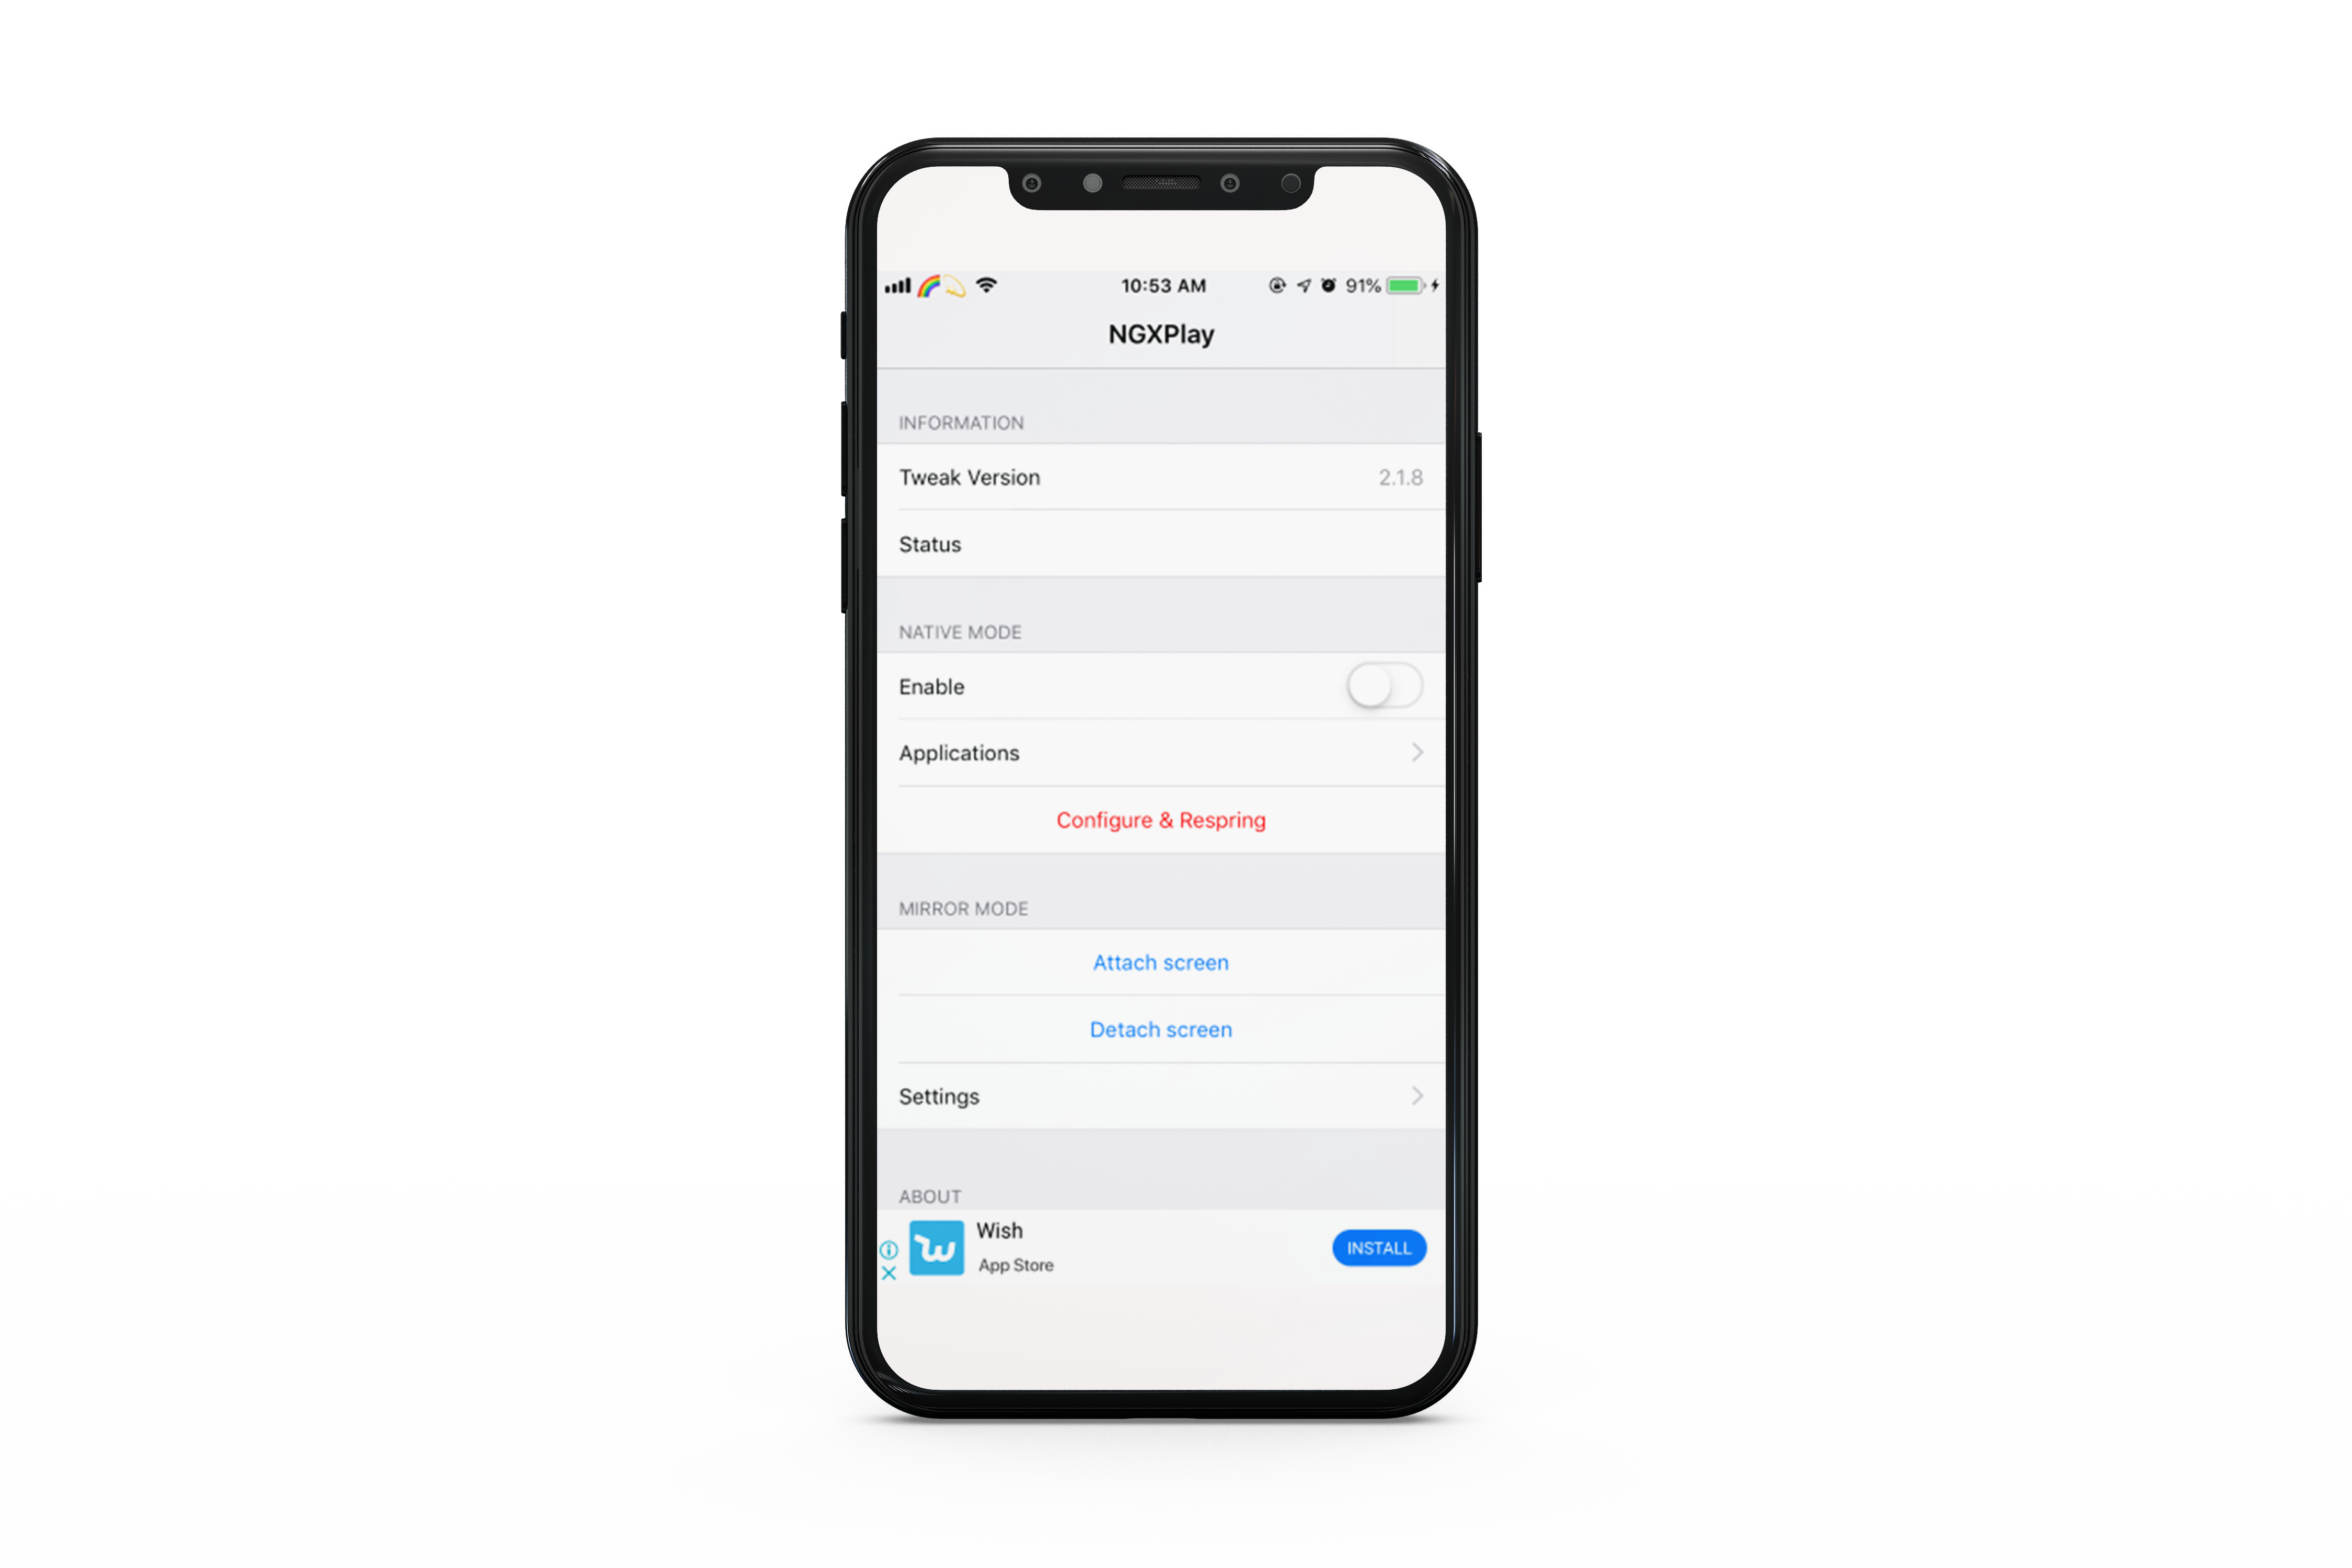 10:53 AM 91%
NGXPlay
INFORMATION
Tweak Version 2.1.8
Status
NATIVE MODE
Enable
Applications
Configure & Respring
MIRROR MODE
Attach screen
Detach screen
Settings
ABOUT
Wish
App Store
INSTALL